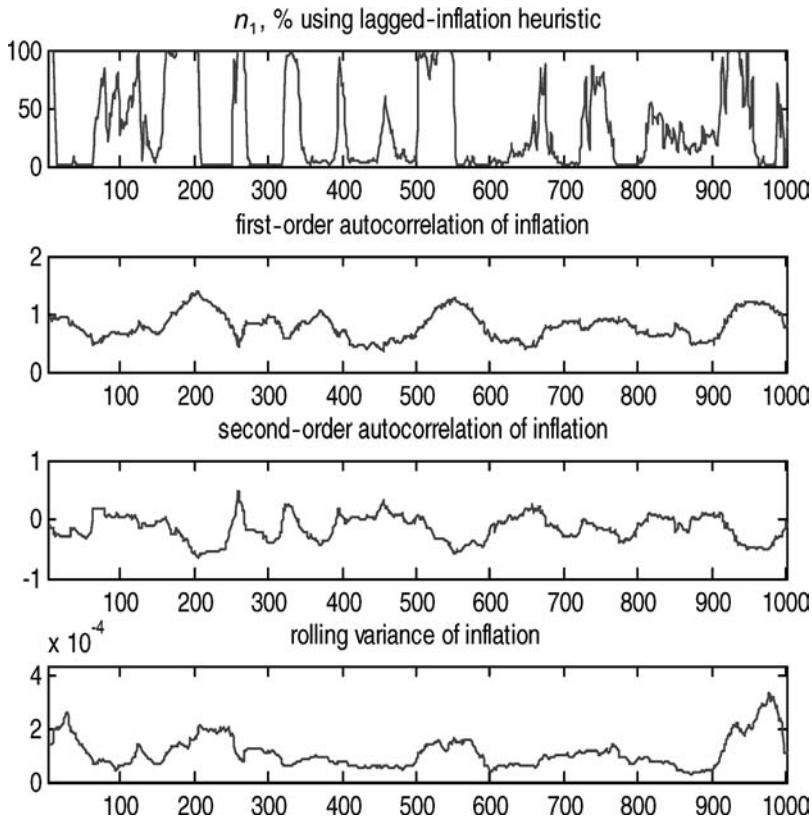 n1, % using lagged-inflation heuristic
100
50
0
100 200 300 400 500 600 700 800 900 1000
first-order autocorrelation of inflation
2
1
0
100 200 300 400 500 600 700 800 900 1000
second-order autocorrelation of inflation
1
0
-1
100 200 300 400 500 600 700 800 900 1000
x 10-4
rolling variance of inflation
4
2
0
100 200 300 400 500 600 700 800 900 1000